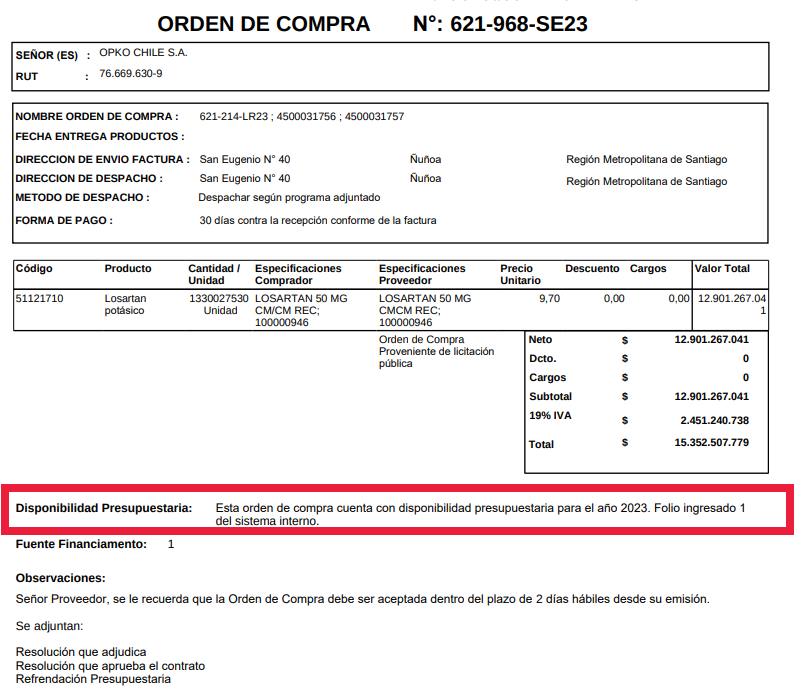 ORDEN DE COMPRA N°: 621-968-SE23
SEÑOR (ES) : OPKO CHILE S.A.
RUT : 76.669.630-9
NOMBRE ORDEN DE COMPRA : 621-214-LR23 ; 4500031756 ; 4500031757
FECHA ENTREGA PRODUCTOS :
DIRECCION DE ENVIO FACTURA : San Eugenio N° 40 Ñuñoa Región Metropolitana de Santiago
DIRECCION DE DESPACHO : San Eugenio N° 40 Ñuñoa Región Metropolitana de Santiago
METODO DE DESPACHO : Despachar según programa adjuntado
FORMA DE PAGO : 30 días contra la recepción conforme de la factura
Código Producto Cantidad / Especificaciones Especificaciones Precio Descuento Cargos Valor Total
Unidad Comprador Proveedor Unitario
51121710 Losartan 1330027530 LOSARTAN 50 MG LOSARTAN 50 MG 9,70 0,00 0,00 12.901.267.04
potásico Unidad CM/CM REC; CMCM REC; 1
100000946 100000946
Orden de Compra
Proveniente de licitación
pública
Neto $ 12.901.267.041
Dcto. $ 0
Cargos $ 0
Subtotal $ 12.901.267.041
19% IVA $ 2.451.240.738
Total $ 15.352.507.779
Disponibilidad Presupuestaria: Esta orden de compra cuenta con disponibilidad presupuestaria para el año 2023. Folio ingresado 1
del sistema interno.
Fuente Financiamento: 1
Observaciones:
Señor Proveedor, se le recuerda que la Orden de Compra debe ser aceptada dentro del plazo de 2 días hábiles desde su emisión.
Se adjuntan:
Resolución que adjudica
Resolución que aprueba el contrato
Refrendación Presupuestaria